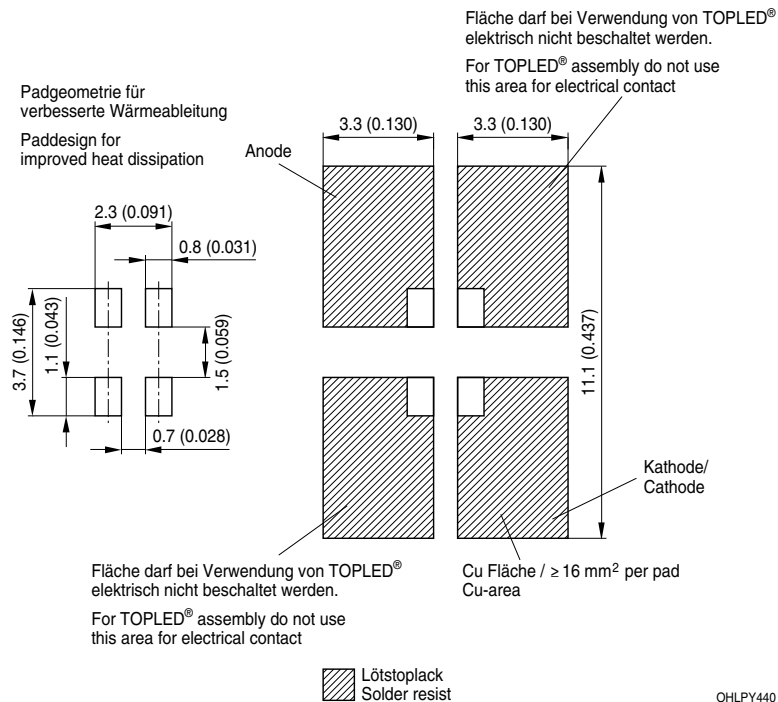 Fläche darf bei Verwendung von TOPLED®
elektrisch nicht beschaltet werden.
For TOPLED® assembly do not use
this area for electrical contact
Padgeometrie für
verbesserte Wärmeableitung
Paddesign for
improved heat dissipation
Anode
3.3 (0.130)
3.3 (0.130)
2.3 (0.091)
0.8 (0.031)
3.7 (0.146)
1.1 (0.043)
1.5 (0.059)
0.7 (0.028)
11.1 (0.437)
Kathode/
Cathode
Fläche darf bei Verwendung von TOPLED®
elektrisch nicht beschaltet werden.
For TOPLED® assembly do not use
this area for electrical contact
Cu Fläche / ≥ 16 mm² per pad
Cu-area
Lötstoplack
Solder resist
OHLPY440